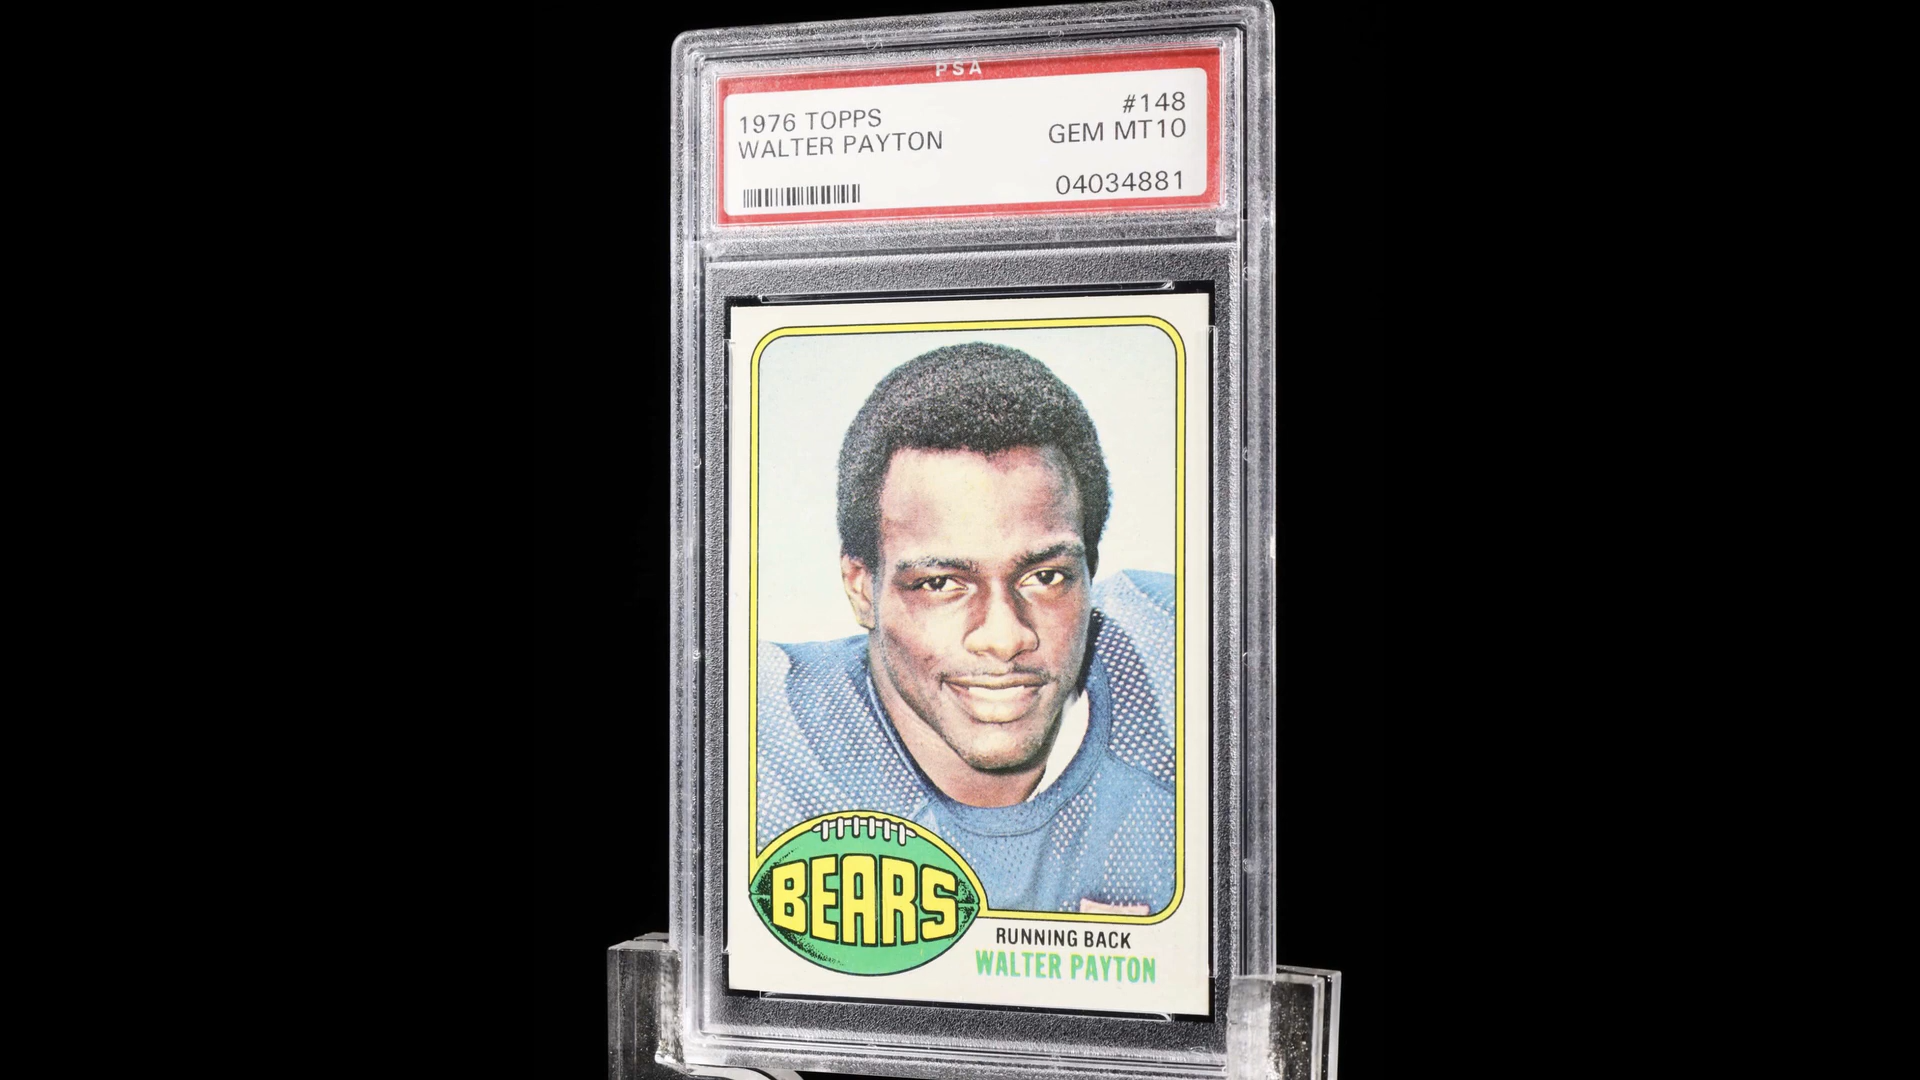 PSA
1976 TOPPS
#148
WALTER PAYTON
GEM MT10
04034881
BEARS
RUNNING BACK
WALTER PAYTON